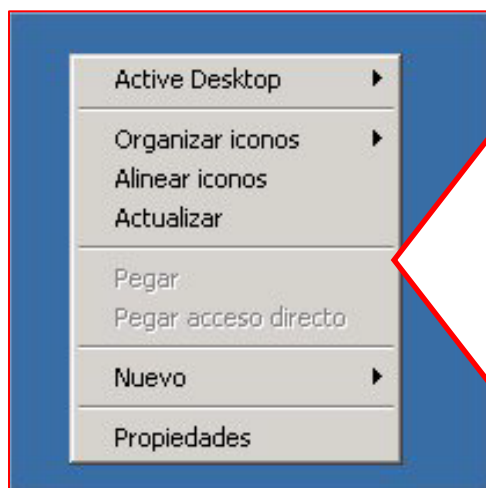 Active Desktop
Organizar iconos
Alinear iconos
Actualizar
Pegar
Pegar acceso directo
Nuevo
Propiedades